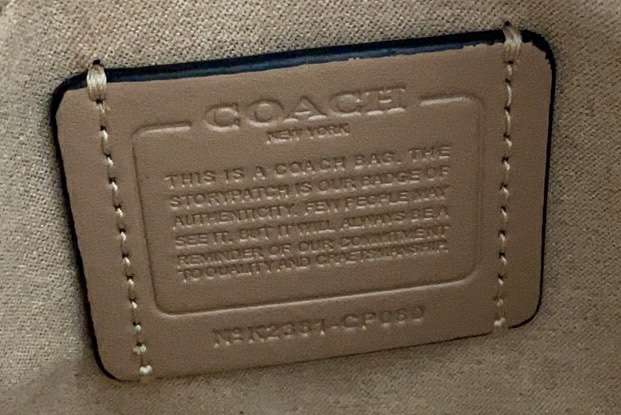 COACH
NEW YORK
THIS IS A COACH BAG. THE
STORYPATCH IS OUR BADGE OF
AUTHENTICITY. FEW PEOPLE MAY
SEE IT, BUT IT WILL ALWAYS BE A
REMINDER OF OUR COMMITMENT
TO QUALITY AND CRAFTSMANSHIP.